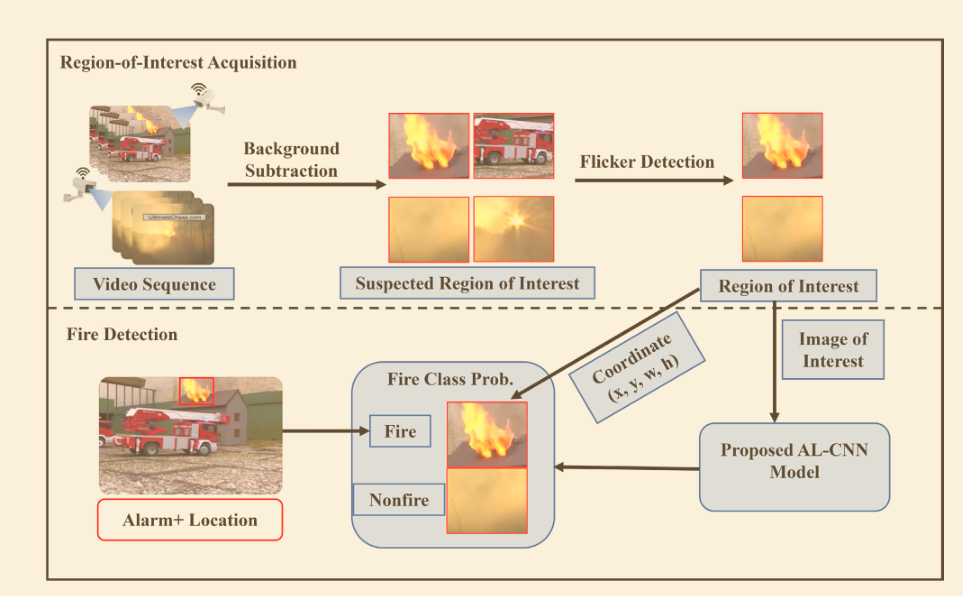 Region-of-Interest Acquisition
Background
Subtraction
Flicker Detection
UltimateChase.com
Video Sequence
Suspected Region of Interest
Region of Interest
Fire Detection
Coordinate
(x, y, w, h)
Image of
Interest
Fire Class Prob.
Fire
Nonfire
Proposed AL-CNN
Model
Alarm+ Location